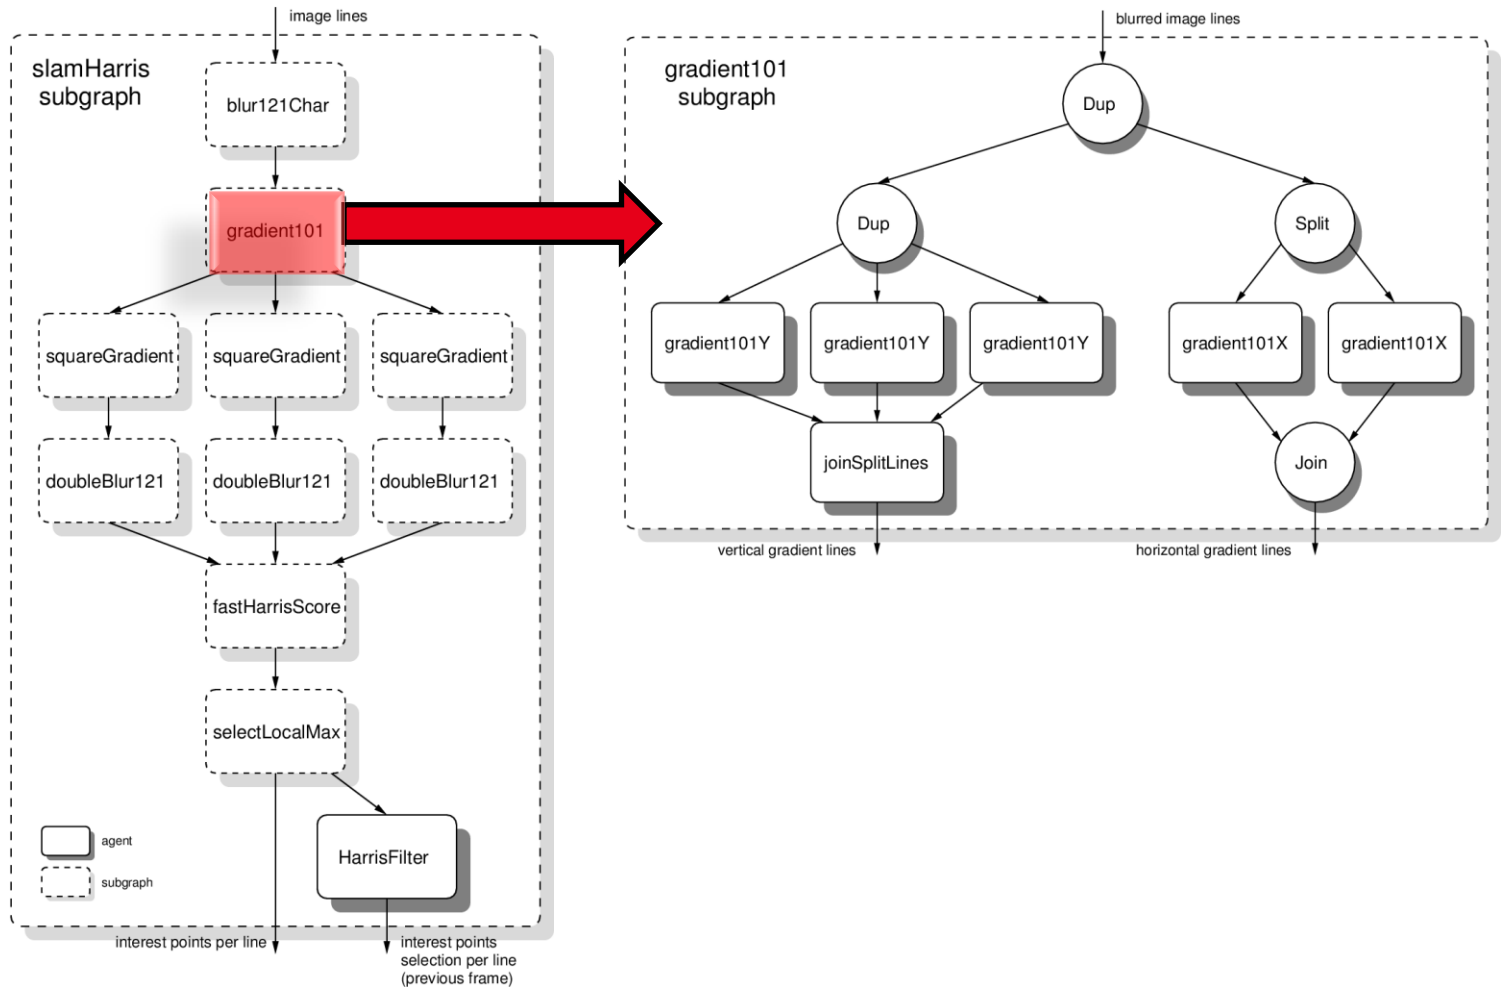 image lines
slamHarris
subgraph
blur121Char
gradient101
squareGradient
squareGradient
squareGradient
doubleBlur121
doubleBlur121
doubleBlur121
fastHarrisScore
selectLocalMax
HarrisFilter
agent
subgraph
interest points per line
interest points
selection per line
(previous frame)
blurred image lines
gradient101
subgraph
Dup
Dup
Split
gradient101Y
gradient101Y
gradient101Y
gradient101X
gradient101X
joinSplitLines
Join
vertical gradient lines
horizontal gradient lines